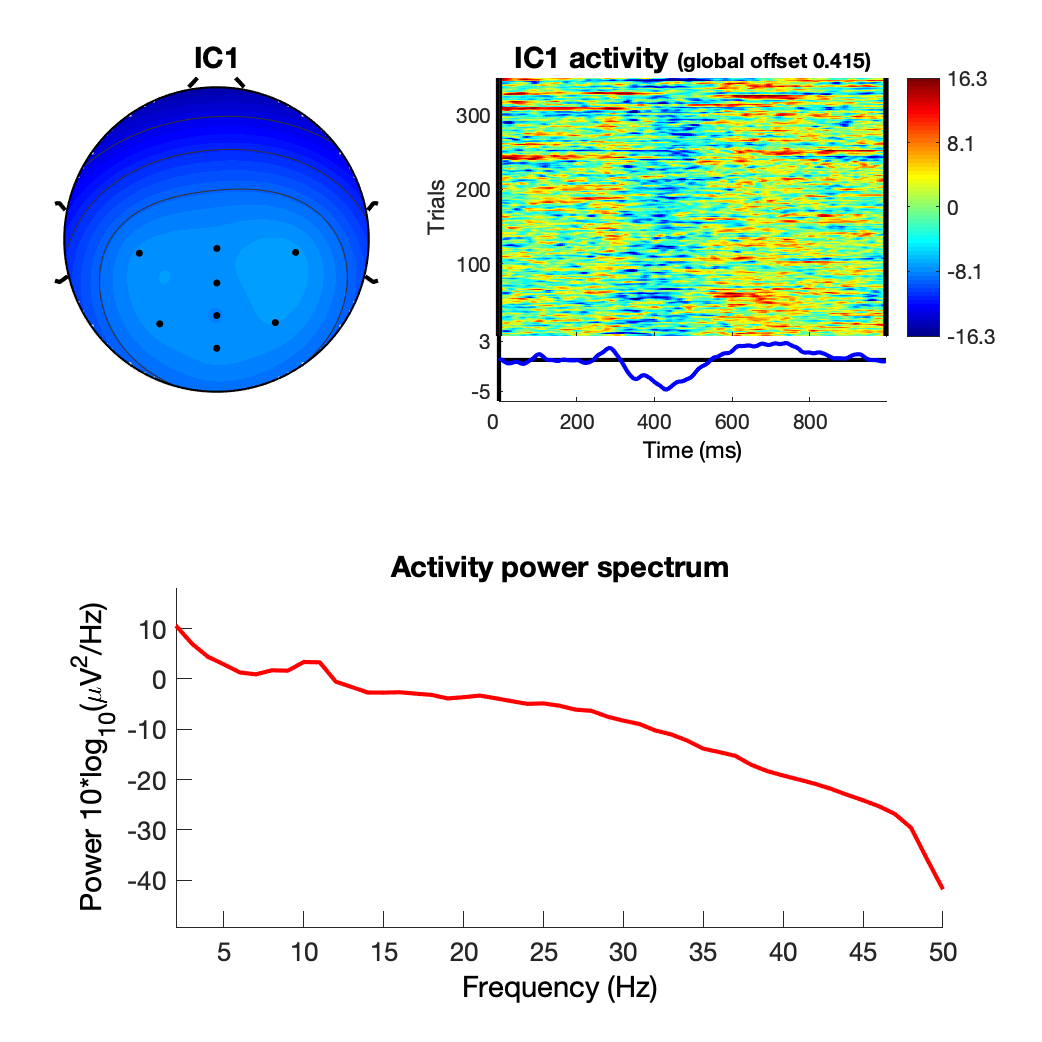 IC1
IC1 activity (global offset 0.415)
Trials
300
200
100
3
-5
0 200 400 600 800
Time (ms)
16.3
8.1
0
-8.1
-16.3
Activity power spectrum
Power 10*log10(μV2/Hz)
10
0
-10
-20
-30
-40
5 10 15 20 25 30 35 40 45 50
Frequency (Hz)